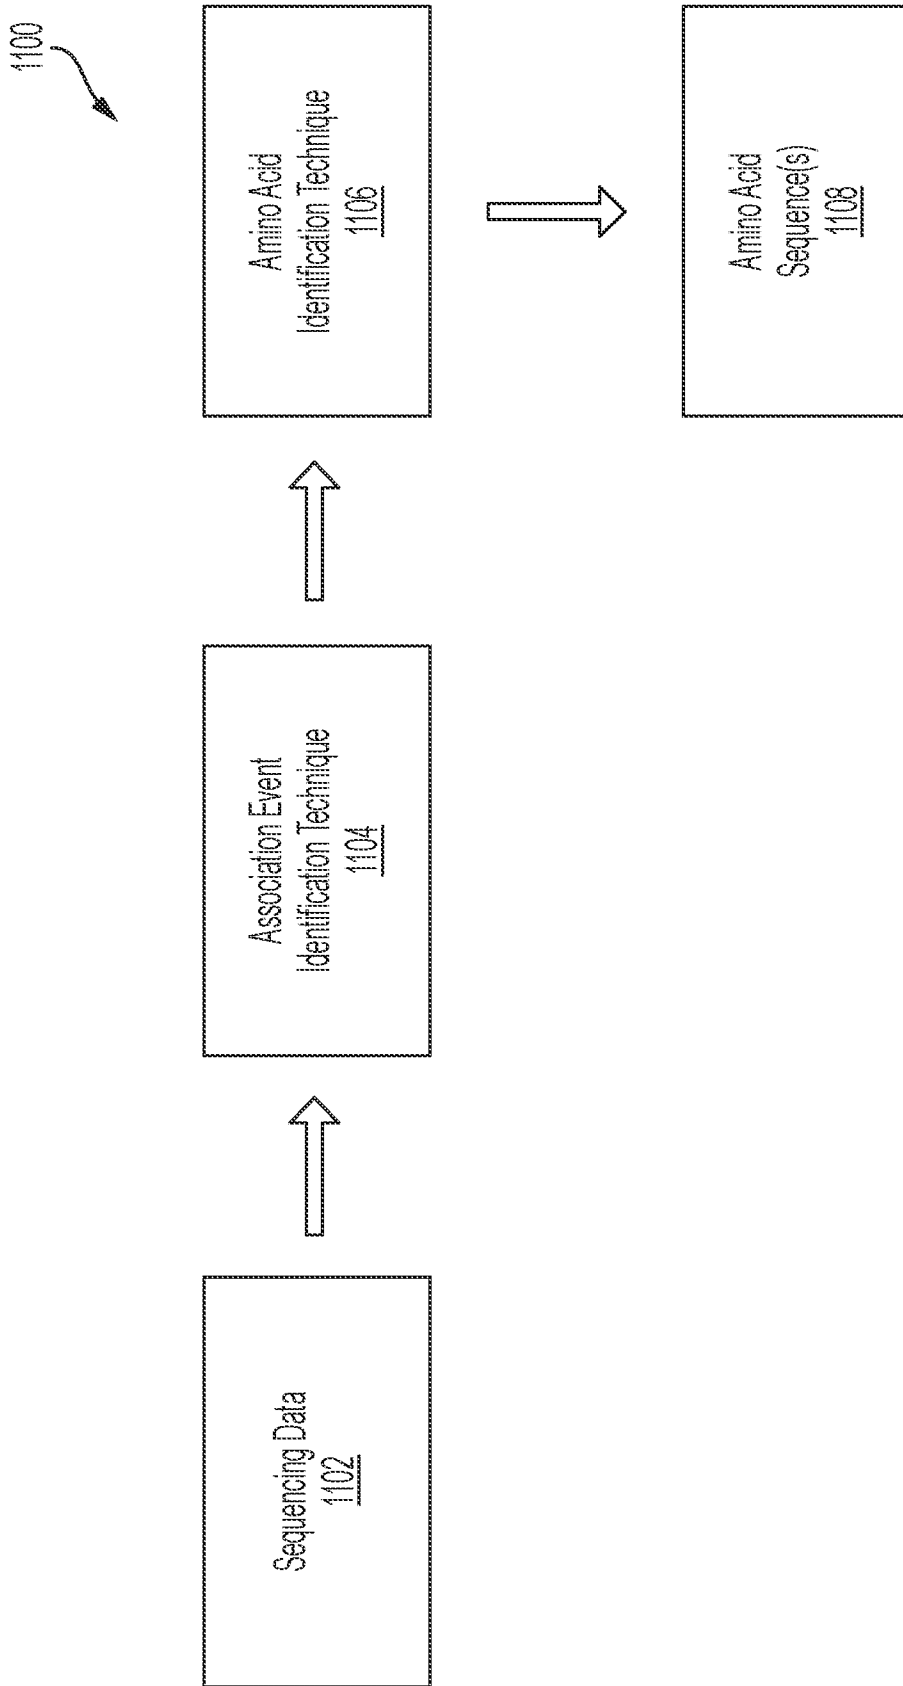 1100
Sequencing Data
1102
Association Event
Identification Technique
1104
Amino Acid
Identification Technique
1106
Amino Acid
Sequence(s)
1108